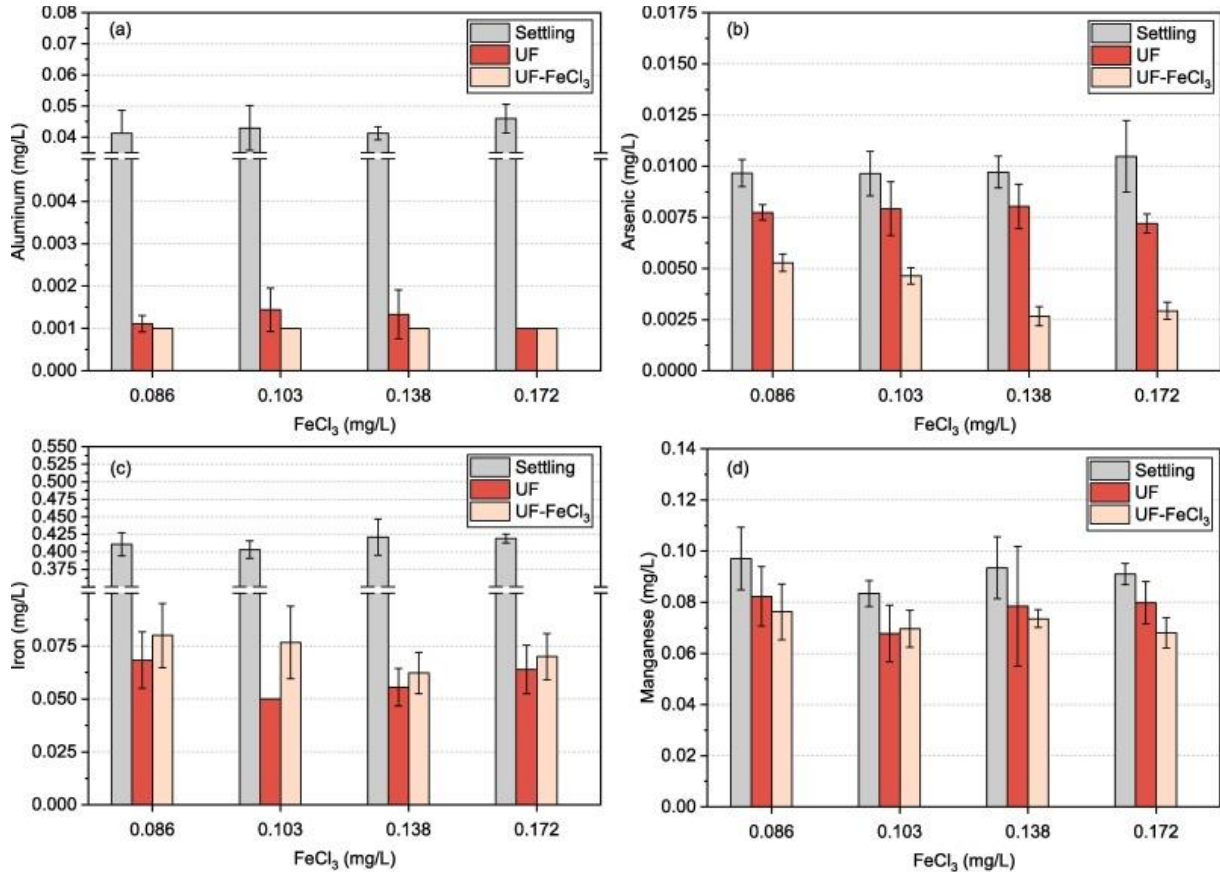 (a)
Settling
UF
UF-FeCl₃
Aluminum (mg/L)
0.08
0.07
0.06
0.05
0.04
0.004
0.003
0.002
0.001
0.000
0.086 0.103 0.138 0.172
FeCl₃ (mg/L)
(b)
Settling
UF
UF-FeCl₃
Arsenic (mg/L)
0.0175
0.0150
0.0125
0.0100
0.0075
0.0050
0.0025
0.0000
0.086 0.103 0.138 0.172
FeCl₃ (mg/L)
(c)
Settling
UF
UF-FeCl₃
Iron (mg/L)
0.550
0.525
0.500
0.475
0.450
0.425
0.400
0.375
0.075
0.050
0.025
0.000
0.086 0.103 0.138 0.172
FeCl₃ (mg/L)
(d)
Settling
UF
UF-FeCl₃
Manganese (mg/L)
0.14
0.12
0.10
0.08
0.06
0.04
0.02
0.00
0.086 0.103 0.138 0.172
FeCl₃ (mg/L)